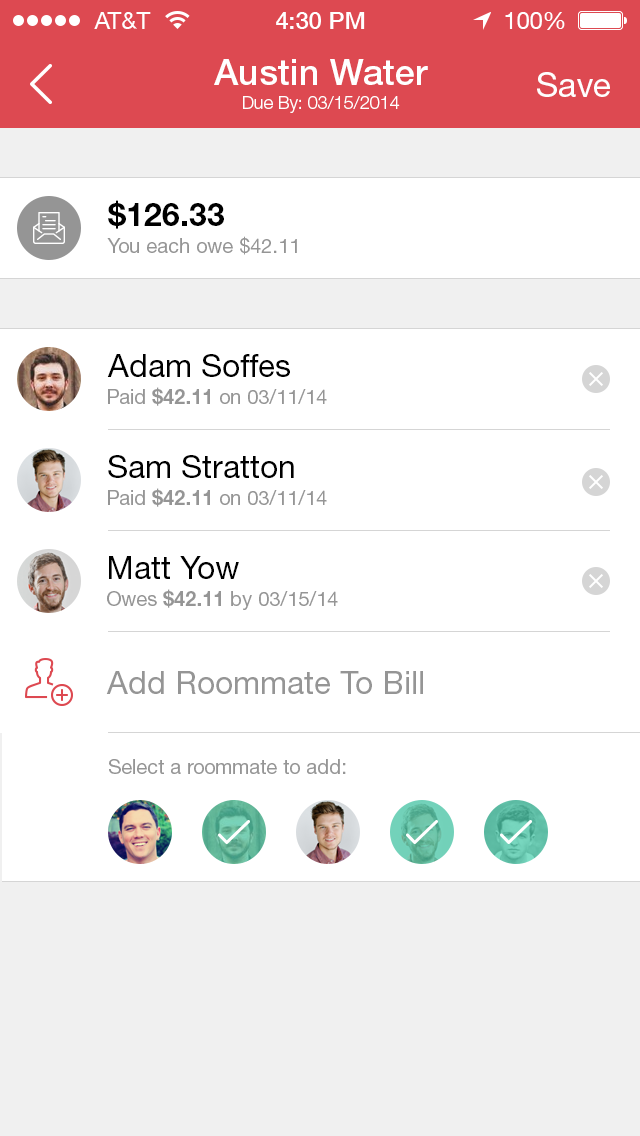 AT&T 4:30 PM 100%
Austin Water
Due By: 03/15/2014
Save
$126.33
You each owe $42.11
Adam Soffes
Paid $42.11 on 03/11/14
Sam Stratton
Paid $42.11 on 03/11/14
Matt Yow
Owes $42.11 by 03/15/14
Add Roommate To Bill
Select a roommate to add: